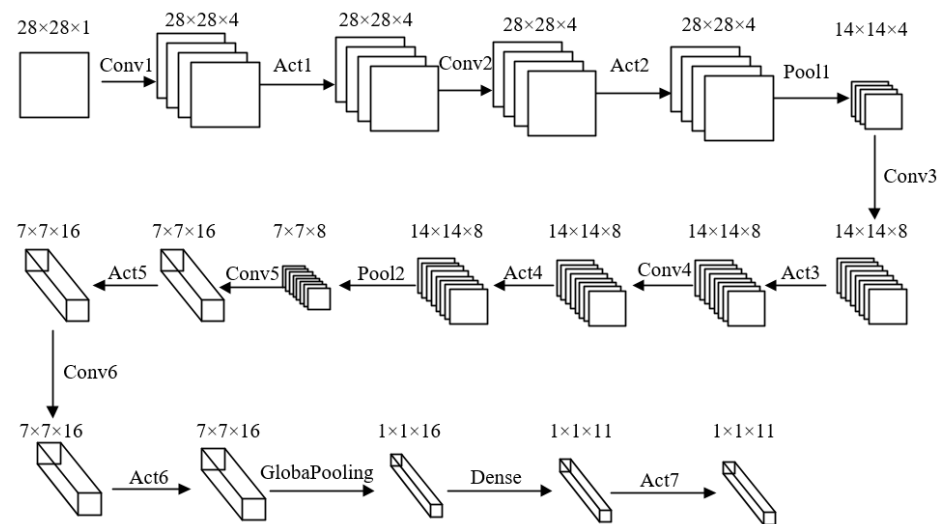 28×28×1
28×28×4
28×28×4
28×28×4
28×28×4
14×14×4
Conv1
Act1
Conv2
Act2
Pool1
Conv3
7×7×16
7×7×16
7×7×8
14×14×8
14×14×8
14×14×8
14×14×8
Act5
Conv5
Pool2
Act4
Conv4
Act3
Conv6
7×7×16
7×7×16
1×1×16
1×1×11
1×1×11
Act6
GlobaPooling
Dense
Act7